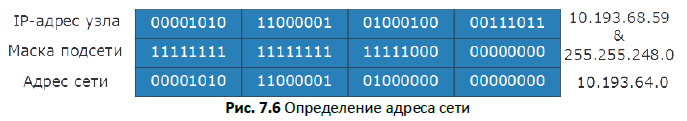 IP-адрес узла 00001010 11000001 01000100 00111011 10.193.68.59
&
Маска подсети 11111111 11111111 11111000 00000000 255.255.248.0
Адрес сети 00001010 11000001 01000000 00000000 10.193.64.0
Рис. 7.6 Определение адреса сети